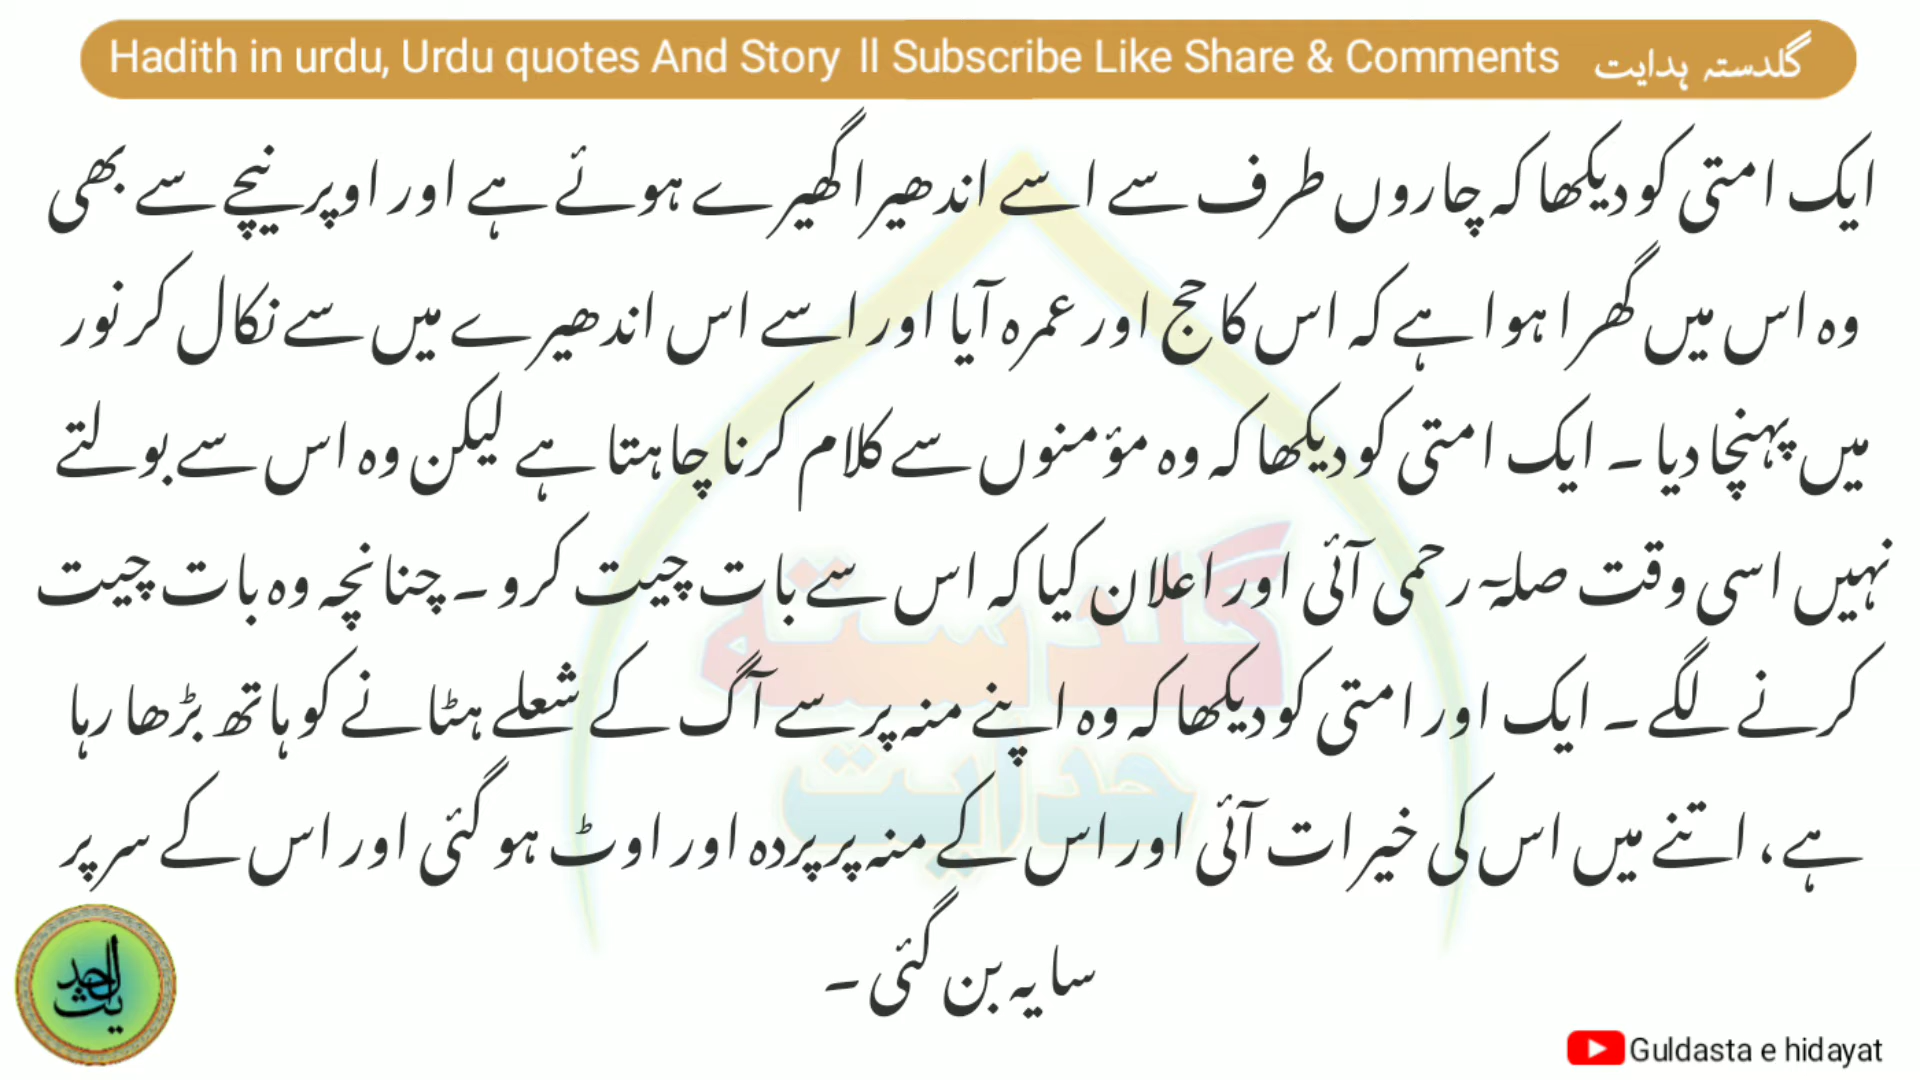 Hadith in urdu, Urdu quotes And Story ll Subscribe Like Share & Comments گلدستہ ہدایت
ایک امتی کو دیکھا کہ چاروں طرف سے اسے اندھیرا گھیرے ہوئے ہے اور اوپر نیچے سے بھی
وہ اس میں گھرا ہوا ہے کہ اس کا حج اور عمرہ آیا اور اسے اس اندھیرے میں سے نکال کر نور
میں پہنچا دیا ۔ ایک امتی کو دیکھا کہ وہ مؤمنوں سے کلام کرنا چاہتا ہے لیکن وہ اس سے بولتے
نہیں اسی وقت صلہٓ رحمی آئی اور اعلان کیا کہ اس سے بات چیت کرو ۔ چنانچہ وہ بات چیت
کرنے لگے ۔ ایک اور امتی کو دیکھا کہ وہ اپنے منہ پر سے آگ کے شعلے ہٹانے کو ہاتھ بڑھا رہا
ہے ، اتنے میں اس کی خیرات آئی اور اس کے منہ پر پردہ اور اوٹ ہو گئی اور اس کے سر پر
سایہ بن گئی ۔
گلدستہ
حدایت
الحدیث
Guldasta e hidayat